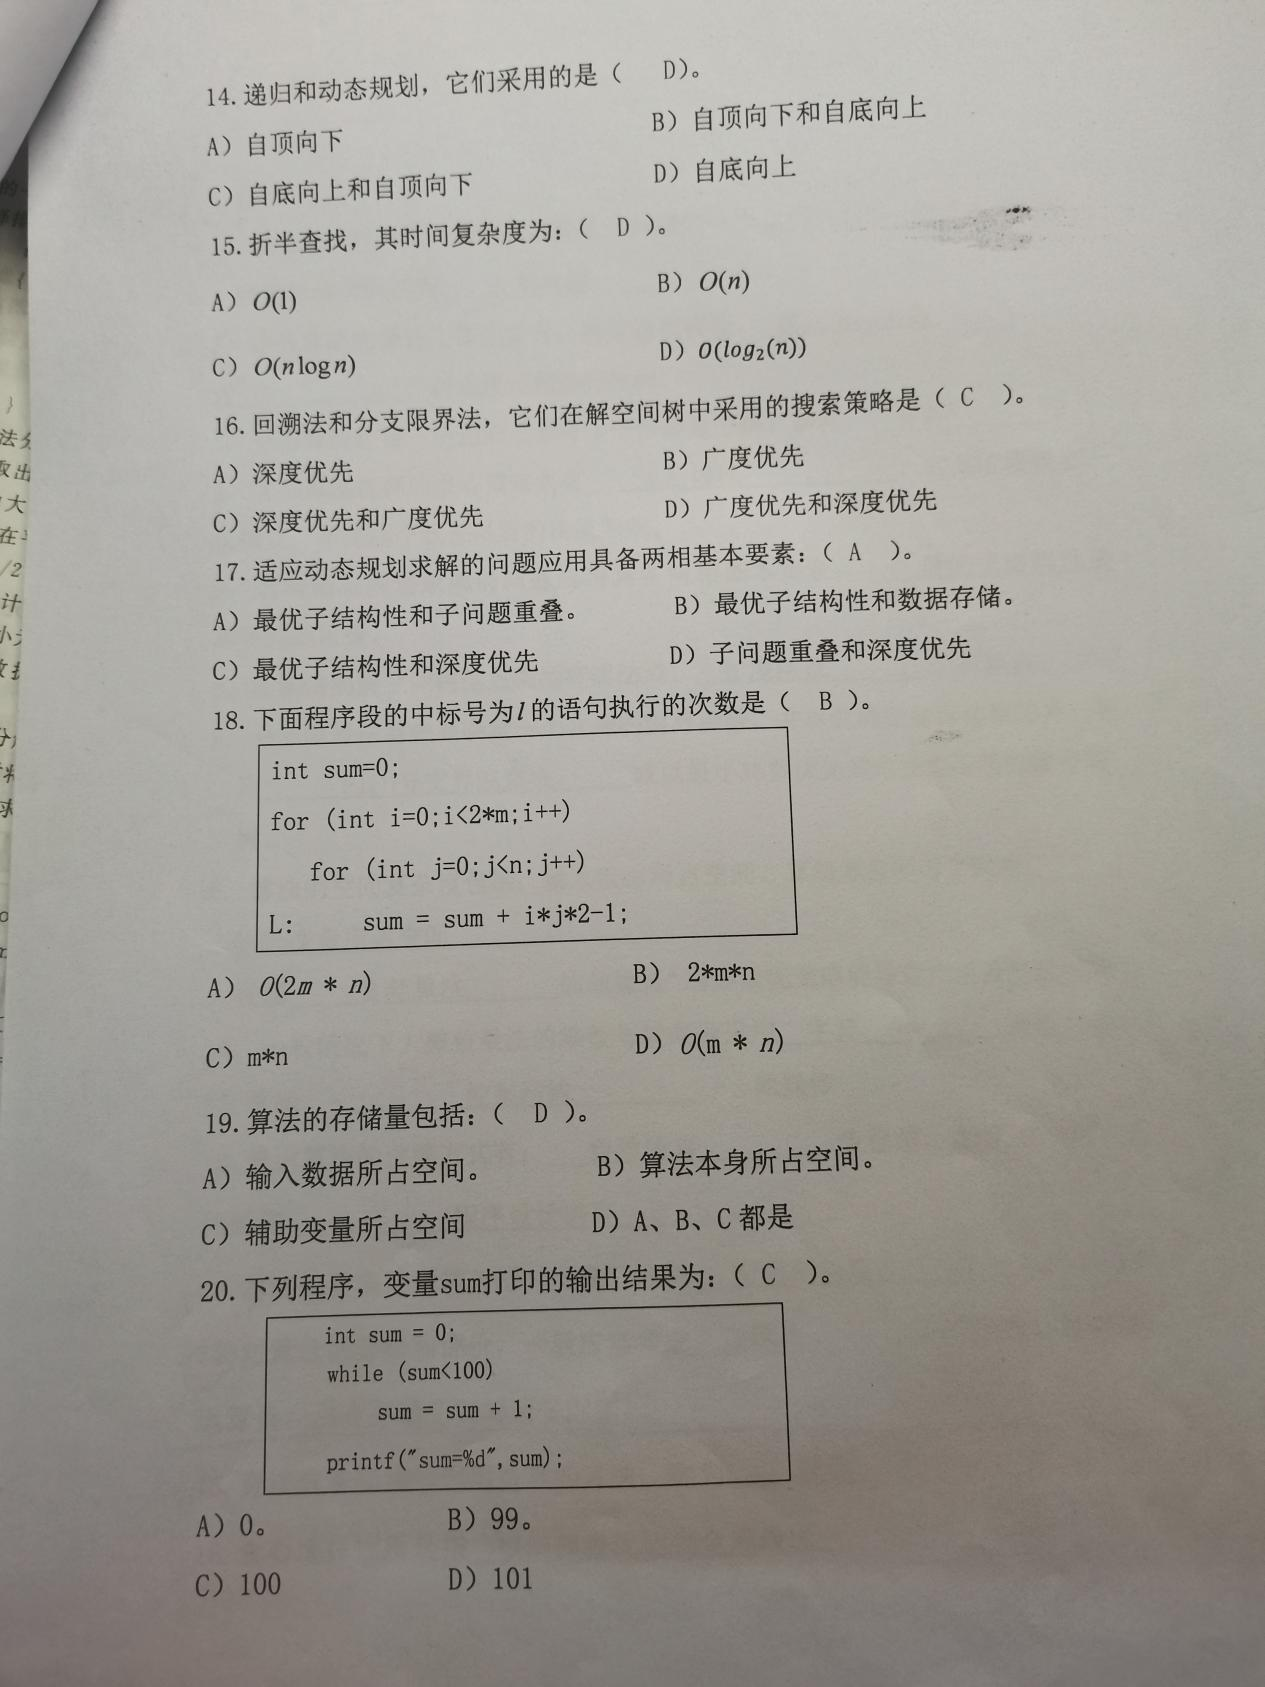 14.递归和动态规划，它们采用的是（ D）。
A）自顶向下 B）自顶向下和自底向上
C）自底向上和自顶向下 D）自底向上
15.折半查找，其时间复杂度为:（ D ）。
A）O(1) B）O(n)
C）O(n log n) D）O(log₂(n))
16.回溯法和分支限界法，它们在解空间树中采用的搜索策略是（ C ）。
A）深度优先 B）广度优先
C）深度优先和广度优先 D）广度优先和深度优先
17.适应动态规划求解的问题应用具备两相基本要素:（ A ）。
A）最优子结构性和子问题重叠。 B）最优子结构性和数据存储。
C）最优子结构性和深度优先 D）子问题重叠和深度优先
18.下面程序段的中标号为l的语句执行的次数是（ B ）。
int sum=0;
for (int i=0;i<2*m;i++)
for (int j=0;j<n;j++)
L: sum = sum + i*j*2-1;
A） O(2m * n) B） 2*m*n
C）m*n D）O(m * n)
19.算法的存储量包括:（ D ）。
A）输入数据所占空间。 B）算法本身所占空间。
C）辅助变量所占空间 D）A、B、C 都是
20.下列程序，变量sum打印的输出结果为:（ C ）。
int sum = 0;
while (sum<100)
sum = sum + 1;
printf("sum=%d",sum);
A）0。 B）99。
C）100 D）101